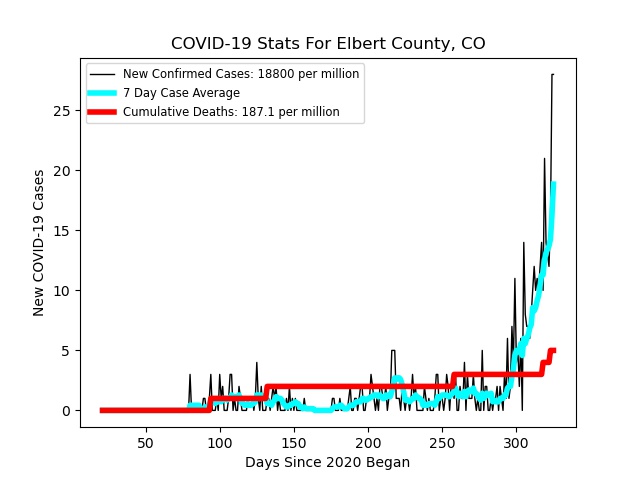 COVID-19 Stats For Elbert County, CO
New Confirmed Cases: 18800 per million
7 Day Case Average
Cumulative Deaths: 187.1 per million
New COVID-19 Cases
25
20
15
10
5
0
50 100 150 200 250 300
Days Since 2020 Began